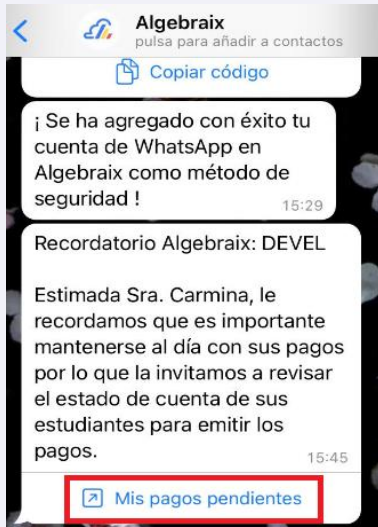 Algebraix
pulsa para añadir a contactos
Copiar código
¡ Se ha agregado con éxito tu
cuenta de WhatsApp en
Algebraix como método de
seguridad !
15:29
Recordatorio Algebraix: DEVEL
Estimada Sra. Carmina, le
recordamos que es importante
mantenerse al día con sus pagos
por lo que la invitamos a revisar
el estado de cuenta de sus
estudiantes para emitir los
pagos.
15:45
Mis pagos pendientes